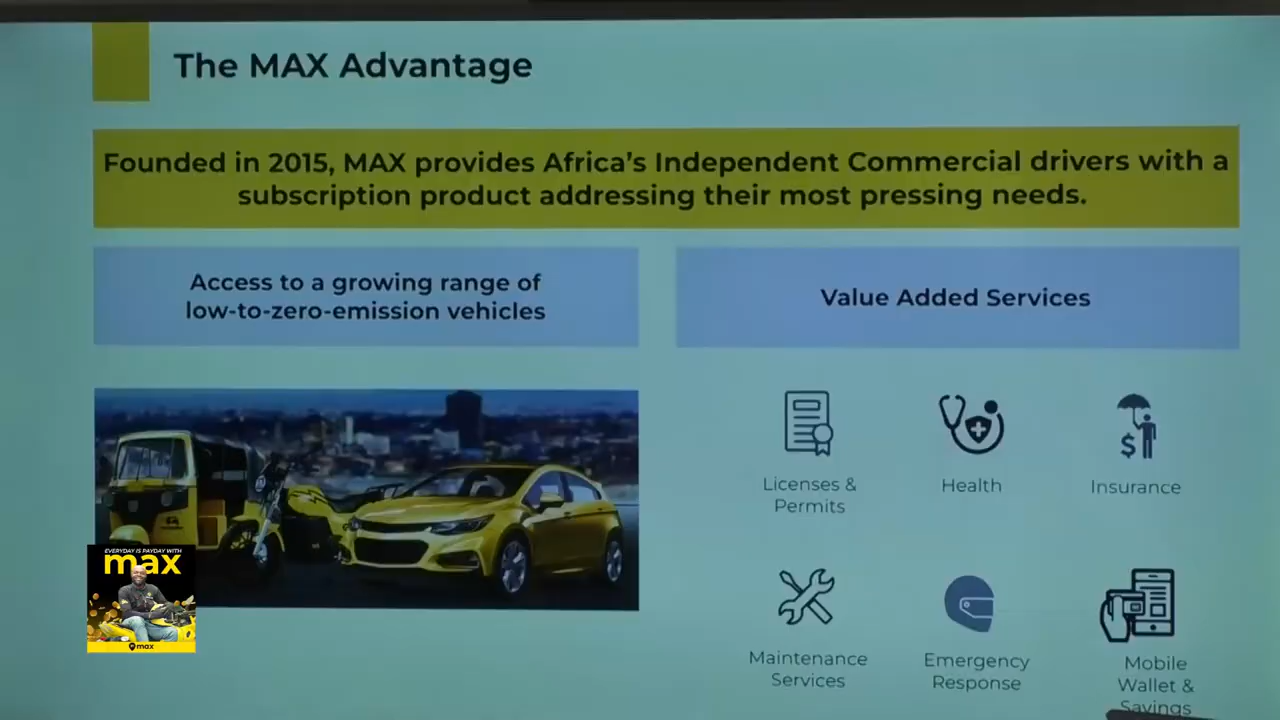 The MAX Advantage
Founded in 2015, MAX provides Africa's Independent Commercial drivers with a
subscription product addressing their most pressing needs.
Access to a growing range of
low-to-zero-emission vehicles
Value Added Services
Licenses &
Permits
Health
Insurance
Maintenance
Services
Emergency
Response
Mobile
Wallet &
Savings
EVERYDAY IS PAYDAY WITH
max
max